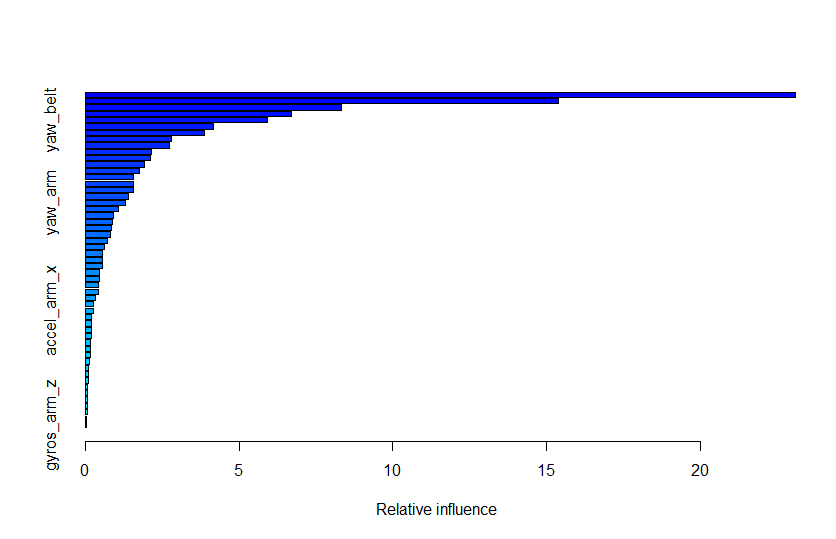 yaw_belt
yaw_arm
accel_arm_x
gyros_arm_z
0 5 10 15 20
Relative influence